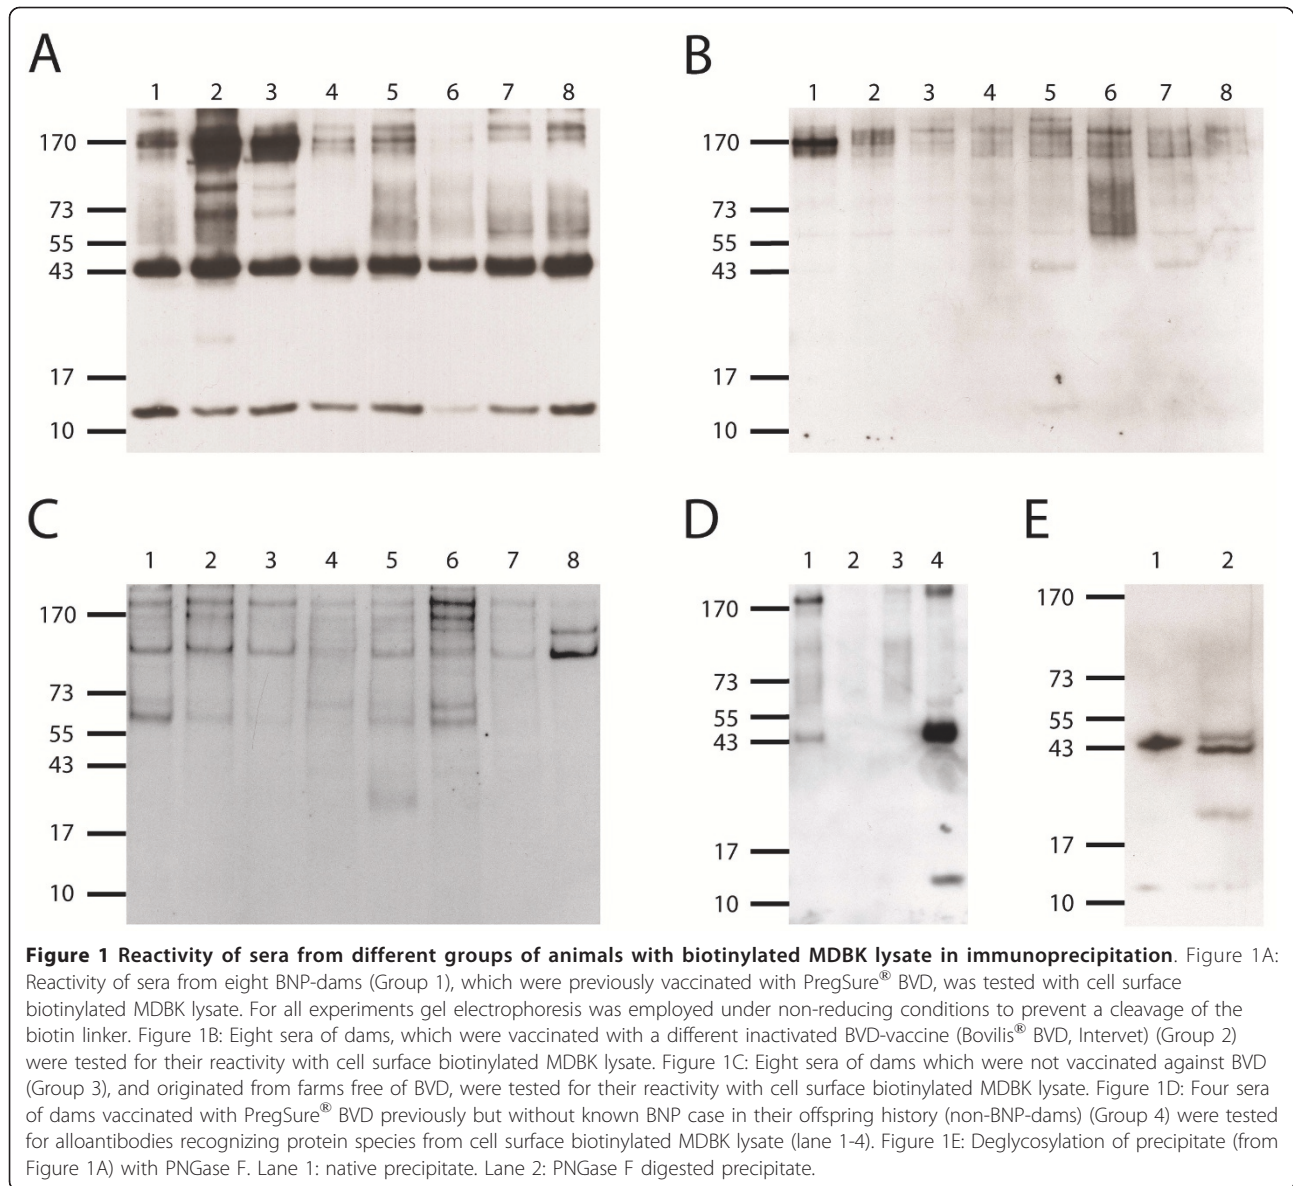 A
1 2 3 4 5 6 7 8
170
73
55
43
17
10
B
1 2 3 4 5 6 7 8
170
73
55
43
17
10
C
1 2 3 4 5 6 7 8
170
73
55
43
17
10
D
1 2 3 4
170
73
55
43
17
10
E
1 2
170
73
55
43
17
10
Figure 1 Reactivity of sera from different groups of animals with biotinylated MDBK lysate in immunoprecipitation. Figure 1A:
Reactivity of sera from eight BNP-dams (Group 1), which were previously vaccinated with PregSure® BVD, was tested with cell surface
biotinylated MDBK lysate. For all experiments gel electrophoresis was employed under non-reducing conditions to prevent a cleavage of the
biotin linker. Figure 1B: Eight sera of dams, which were vaccinated with a different inactivated BVD-vaccine (Bovilis® BVD, Intervet) (Group 2)
were tested for their reactivity with cell surface biotinylated MDBK lysate. Figure 1C: Eight sera of dams which were not vaccinated against BVD
(Group 3), and originated from farms free of BVD, were tested for their reactivity with cell surface biotinylated MDBK lysate. Figure 1D: Four sera
of dams vaccinated with PregSure® BVD previously but without known BNP case in their offspring history (non-BNP-dams) (Group 4) were tested
for alloantibodies recognizing protein species from cell surface biotinylated MDBK lysate (lane 1-4). Figure 1E: Deglycosylation of precipitate (from
Figure 1A) with PNGase F. Lane 1: native precipitate. Lane 2: PNGase F digested precipitate.